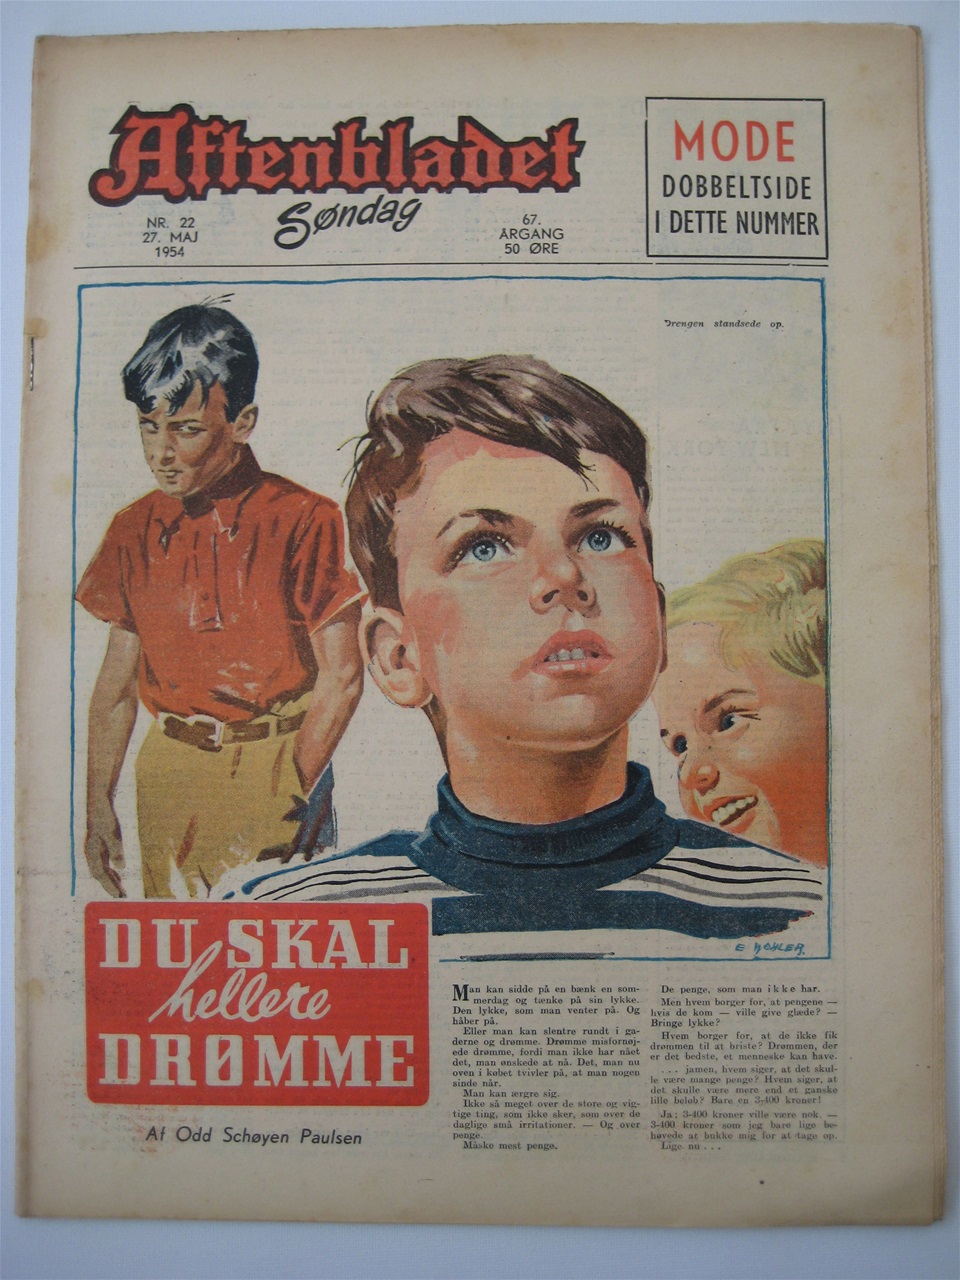 Aftenbladet
Søndag
NR. 22
27. MAJ
1954
67.
ÅRGANG
50 ØRE
MODE
DOBBELTSIDE
I DETTE NUMMER
Drengen standsede op.
DU SKAL
hellere
DRØMME
Af Odd Schøyen Paulsen
Man kan sidde på en bænk en som-
merdag og tænke på sin lykke.
Den lykke, som man venter på. Og
håber på.
Eller man kan slentre rundt i ga-
derne og drømme. Drømme misfornøj-
ede drømme, fordi man ikke har nået
det, man ønskede at nå. Det, man nu
oven i købet tvivler på, at man nogen
sinde når.
Man kan ærgre sig.
Ikke så meget over de store og vig-
tige ting, som ikke sker, som over de
daglige små irritationer. — Og over
penge.
Måske mest penge.
De penge, som man ikke har.
Men hvem borger for, at pengene —
hvis de kom — ville give glæde? —
Bringe lykke?
Hvem borger for, at de ikke fik
drømmen til at briste? Drømmen, der
er det bedste, et menneske kan have.
. . . jamen, hvem siger, at det skul-
le være mange penge? Hvem siger, at
det skulle være mere end et ganske
lille beløb? Bare en 3-400 kroner!
Ja; 3-400 kroner ville være nok. —
3-400 kroner som jeg bare lige be-
høvede at bukke mig for at tage op.
Lige nu . . .